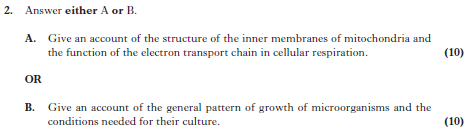 2. Answer either A or B.
A. Give an account of the structure of the inner membranes of mitochondria and
the function of the electron transport chain in cellular respiration. (10)
OR
B. Give an account of the general pattern of growth of microorganisms and the
conditions needed for their culture. (10)